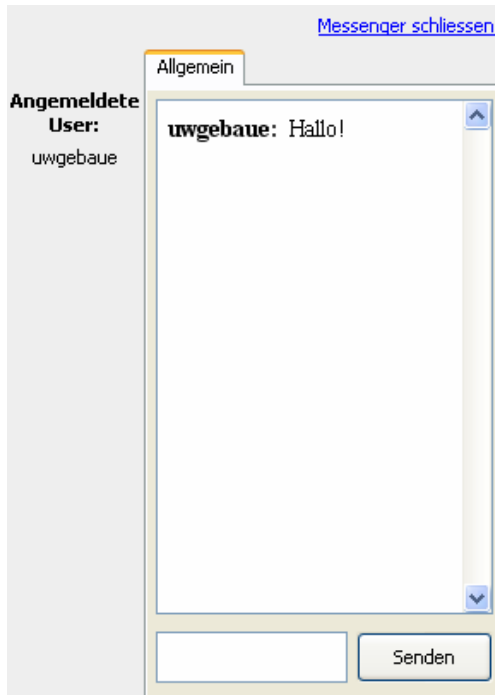 Messenger schliessen
Allgemein
Angemeldete
User:
uwgebaue
uwgebaue: Hallo!
Senden